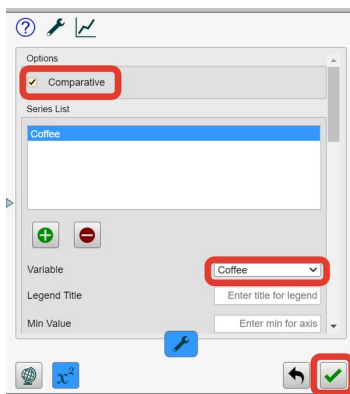 Options
Comparative
Series List
Coffee
Variable
Coffee
Legend Title
Enter title for legend
Min Value
Enter min for axis
x²